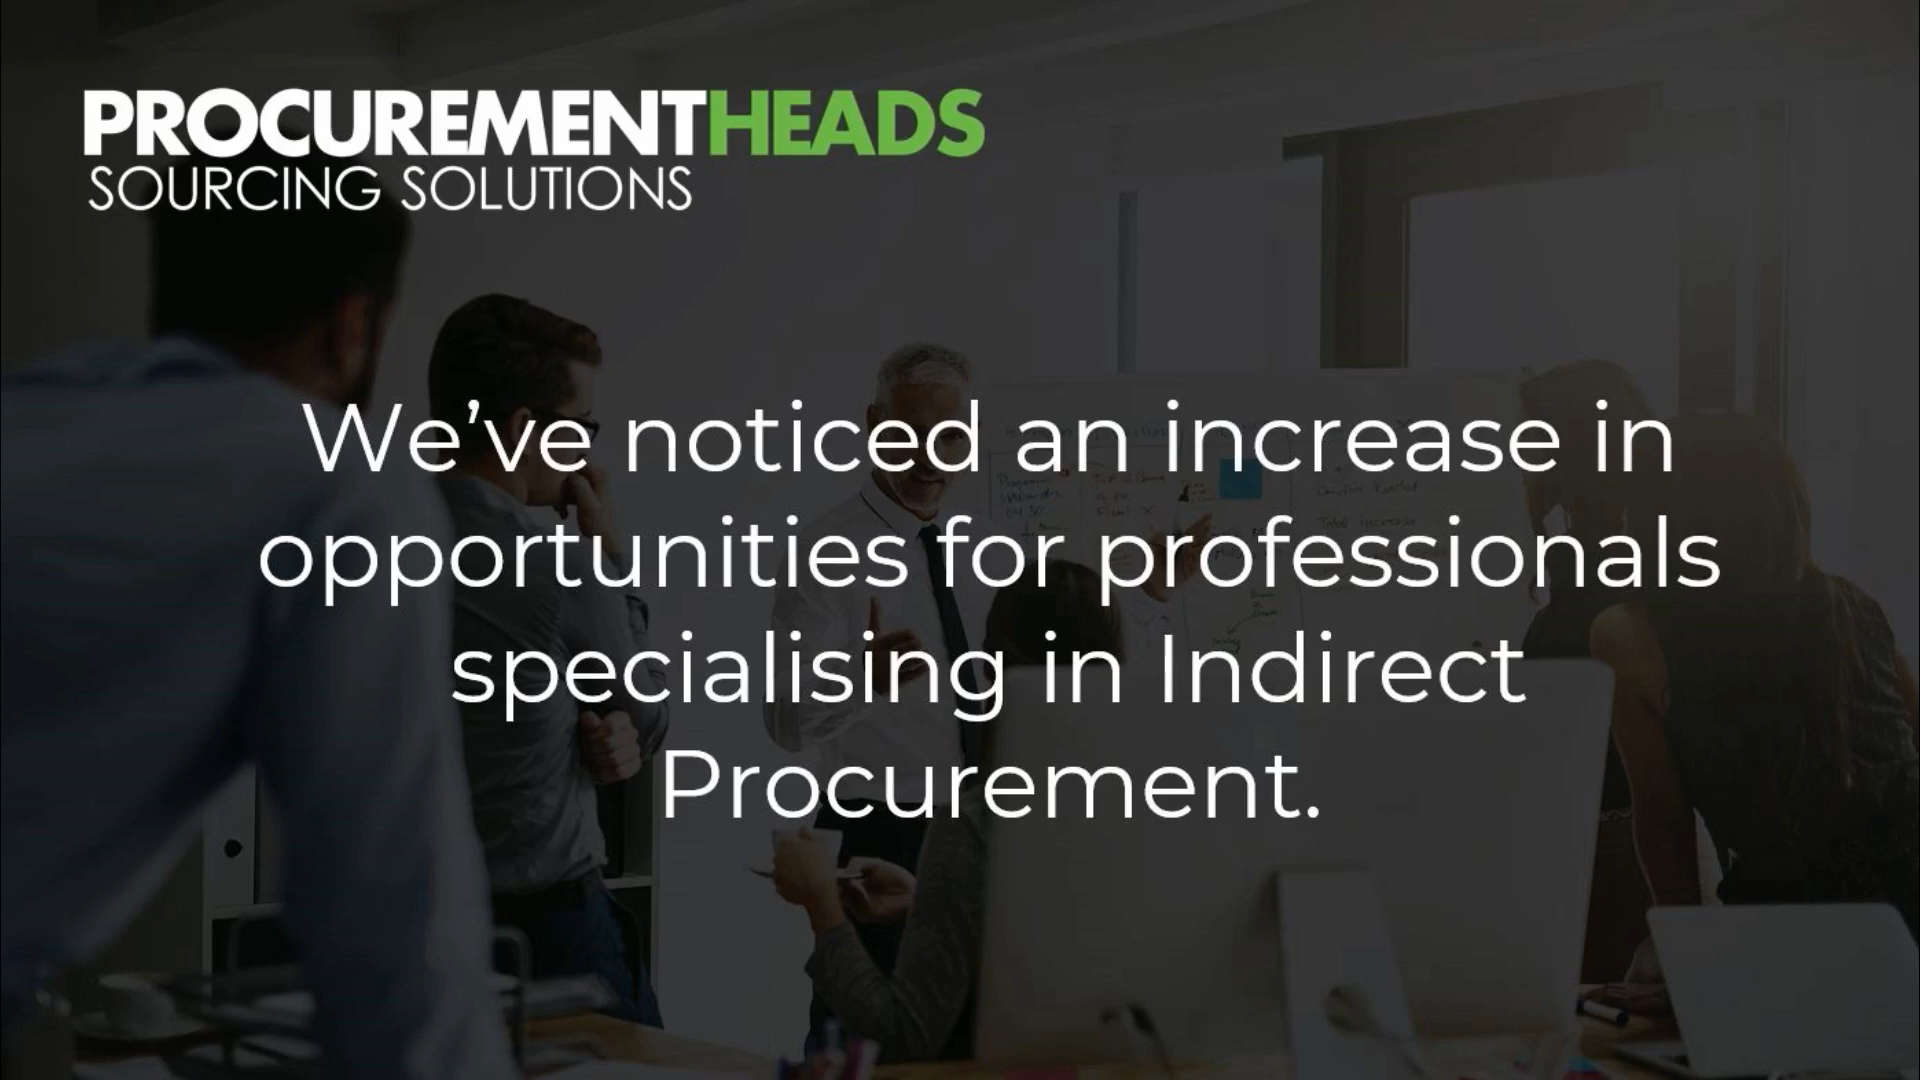 PROCUREMENTHEADS
SOURCING SOLUTIONS
We’ve noticed an increase in
opportunities for professionals
specialising in Indirect
Procurement.